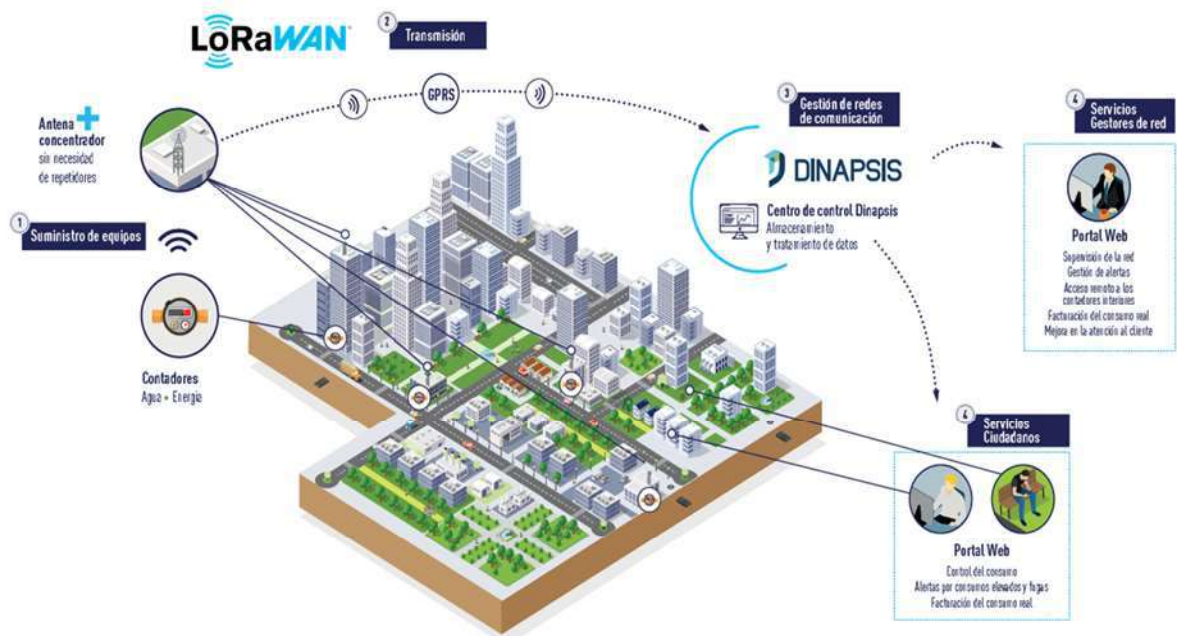 LoRaWAN
2 Transmisión
GPRS
Antena +
concentrador
sin necesidad
de repetidores
1 Suministro de equipos
Contadores
Agua + Energía
3 Gestión de redes
de comunicación
DINAPSIS
Centro de control Dinapsis
Almacenamiento
y tratamiento de datos
4 Servicios
Gestores de red
Portal Web
Supervisión de la red
Gestión de alertas
Acceso remoto a los
contadores interiores
Facturación del consumo real
Mejora en la atención al cliente
4 Servicios
Ciudadanos
Portal Web
Control del consumo
Alertas por consumos elevados y fugas
Facturación del consumo real